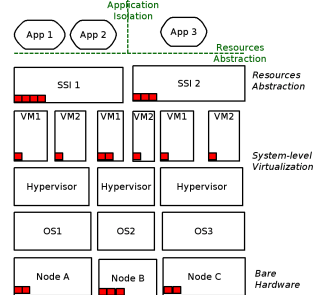 Application
Isolation
App 1
App 2
App 3
Resources
Abstraction
SSI 1
SSI 2
Resources
Abstraction
VM1
VM2
VM1
VM2
VM1
VM2
System-level
Virtualization
Hypervisor
Hypervisor
Hypervisor
OS1
OS2
OS3
Node A
Node B
Node C
Bare
Hardware